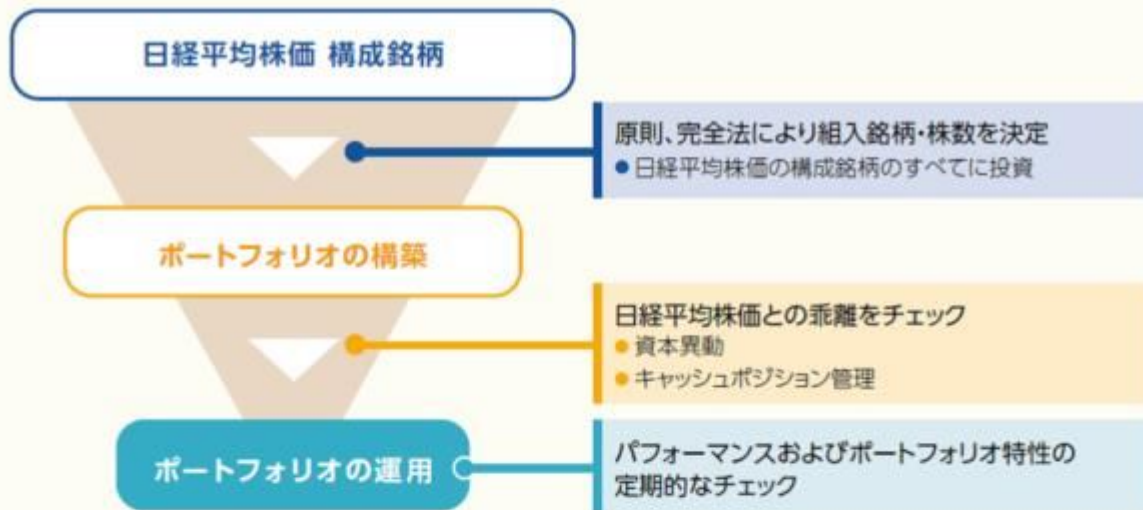 日経平均株価 構成銘柄
原則、完全法により組入銘柄・株数を決定
● 日経平均株価の構成銘柄のすべてに投資
ポートフォリオの構築
日経平均株価との乖離をチェック
● 資本異動
● キャッシュポジション管理
ポートフォリオの運用
パフォーマンスおよびポートフォリオ特性の
定期的なチェック